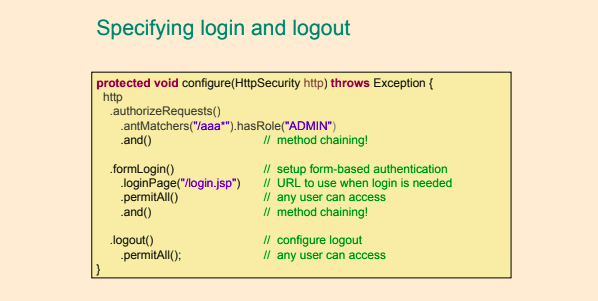 Specifying login and logout
protected void configure(HttpSecurity http) throws Exception {
http
.authorizeRequests()
.antMatchers("/aaa*").hasRole("ADMIN")
.and() // method chaining!
.formLogin() // setup form-based authentication
.loginPage("/login.jsp") // URL to use when login is needed
.permitAll() // any user can access
.and() // method chaining!
.logout() // configure logout
.permitAll(); // any user can access
}